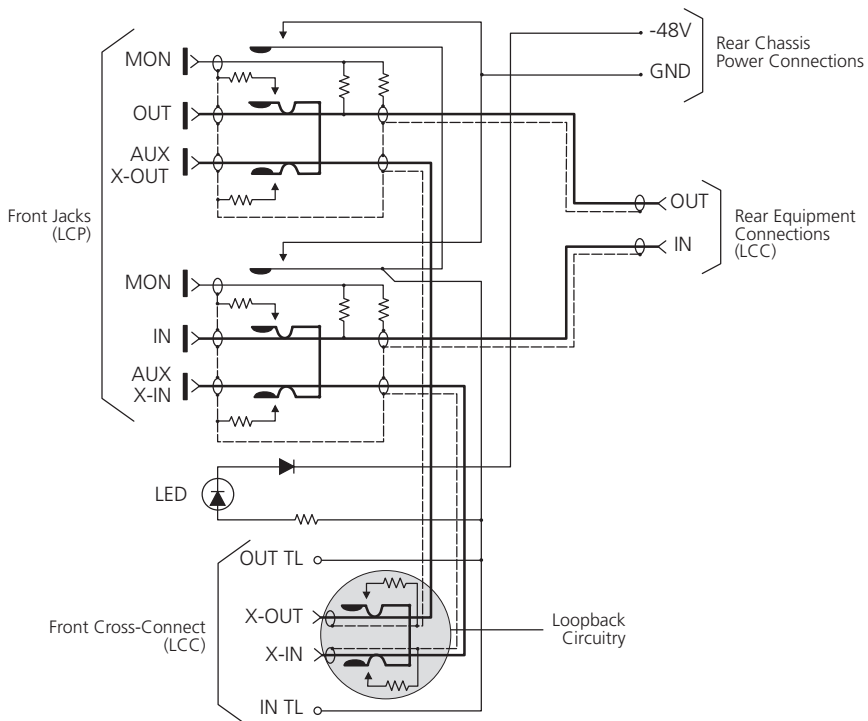 -48V
GND
Rear Chassis
Power Connections
MON
OUT
AUX
X-OUT
Front Jacks
(LCP)
OUT
IN
Rear Equipment
Connections
(LCC)
MON
IN
AUX
X-IN
LED
OUT TL
X-OUT
X-IN
IN TL
Front Cross-Connect
(LCC)
Loopback
Circuitry